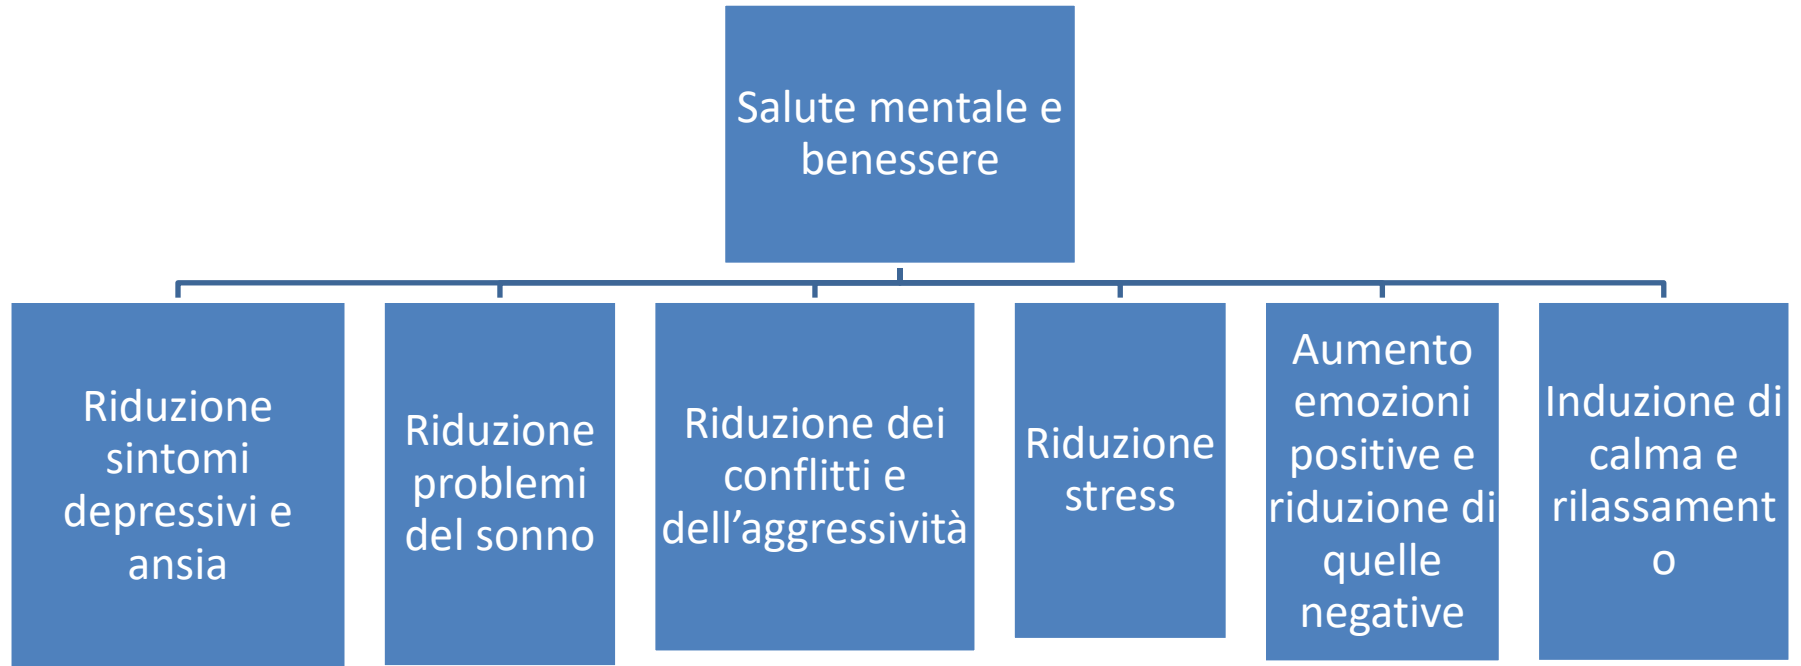 Salute mentale e
benessere
Riduzione
sintomi
depressivi e
ansia
Riduzione
problemi
del sonno
Riduzione dei
conflitti e
dell’aggressività
Riduzione
stress
Aumento
emozioni
positive e
riduzione di
quelle
negative
Induzione di
calma e
rilassament
o